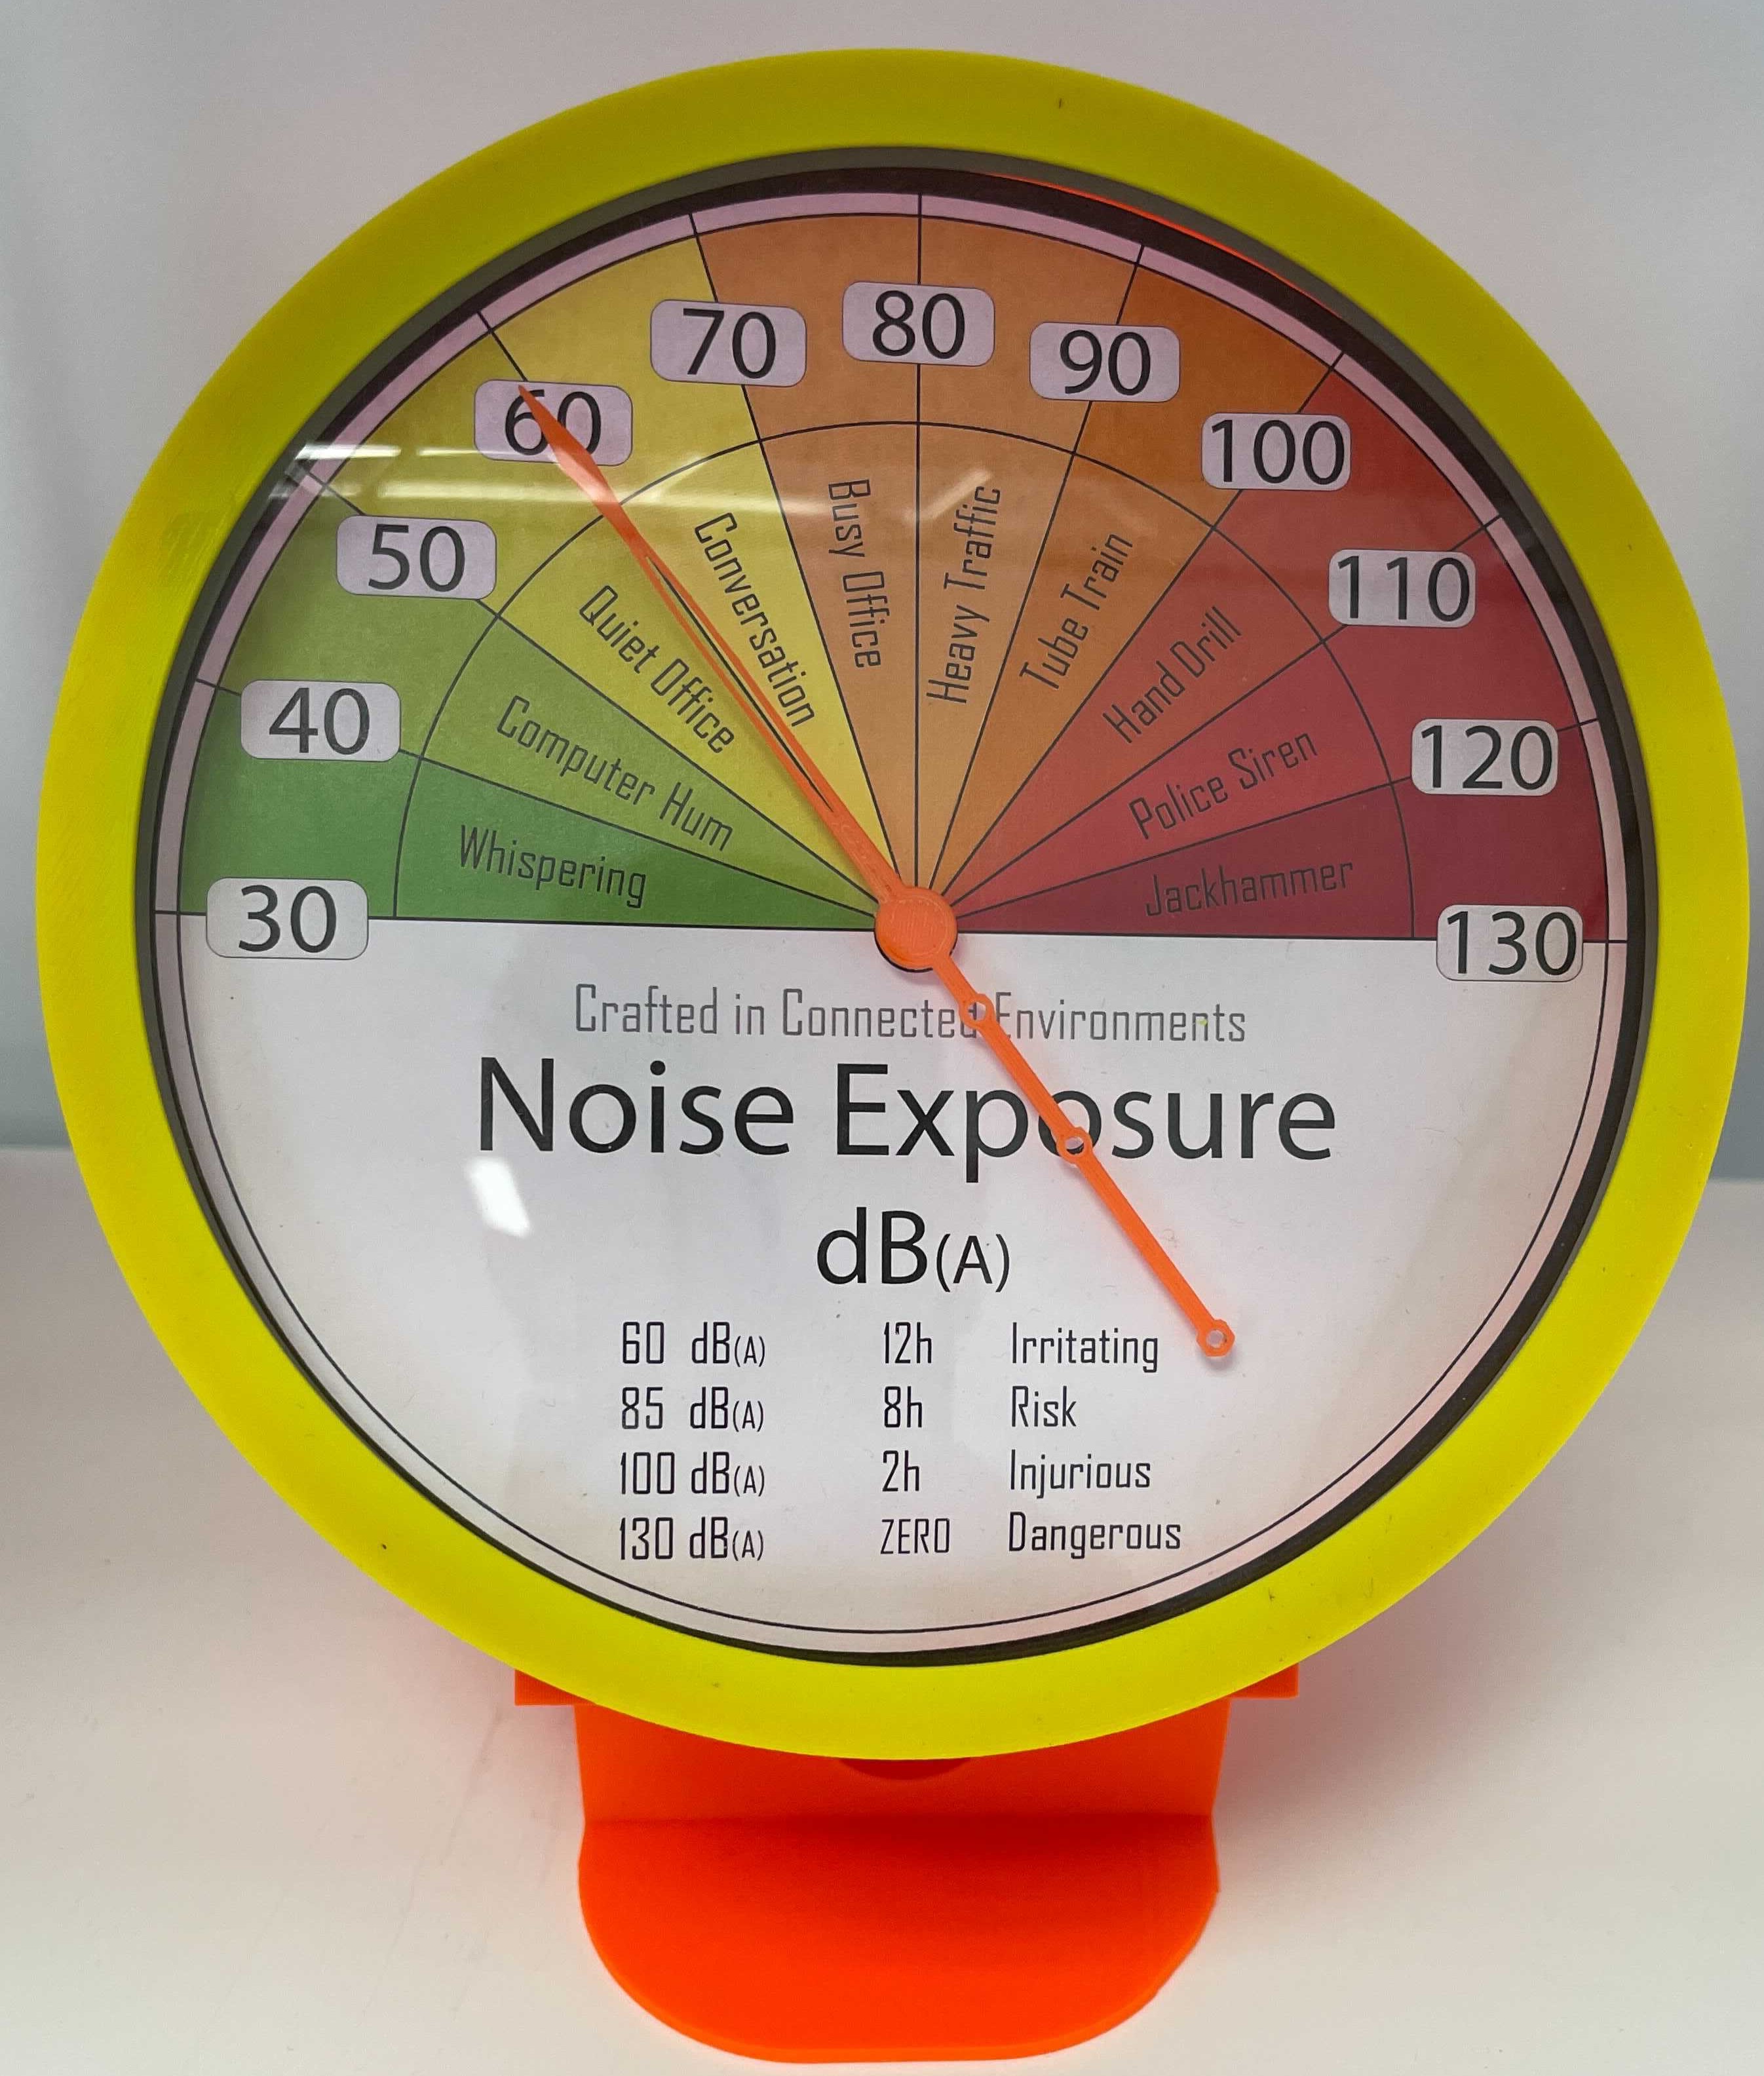 30
40
50
60
70
80
90
100
110
120
130
Whispering
Computer Hum
Quiet Office
Conversation
Busy Office
Heavy Traffic
Tube Train
Hand Drill
Police Siren
Jackhammer
Crafted in Connected Environments
Noise Exposure
dB(A)
60 dB(A) 12h Irritating
85 dB(A) 8h Risk
100 dB(A) 2h Injurious
130 dB(A) ZERO Dangerous